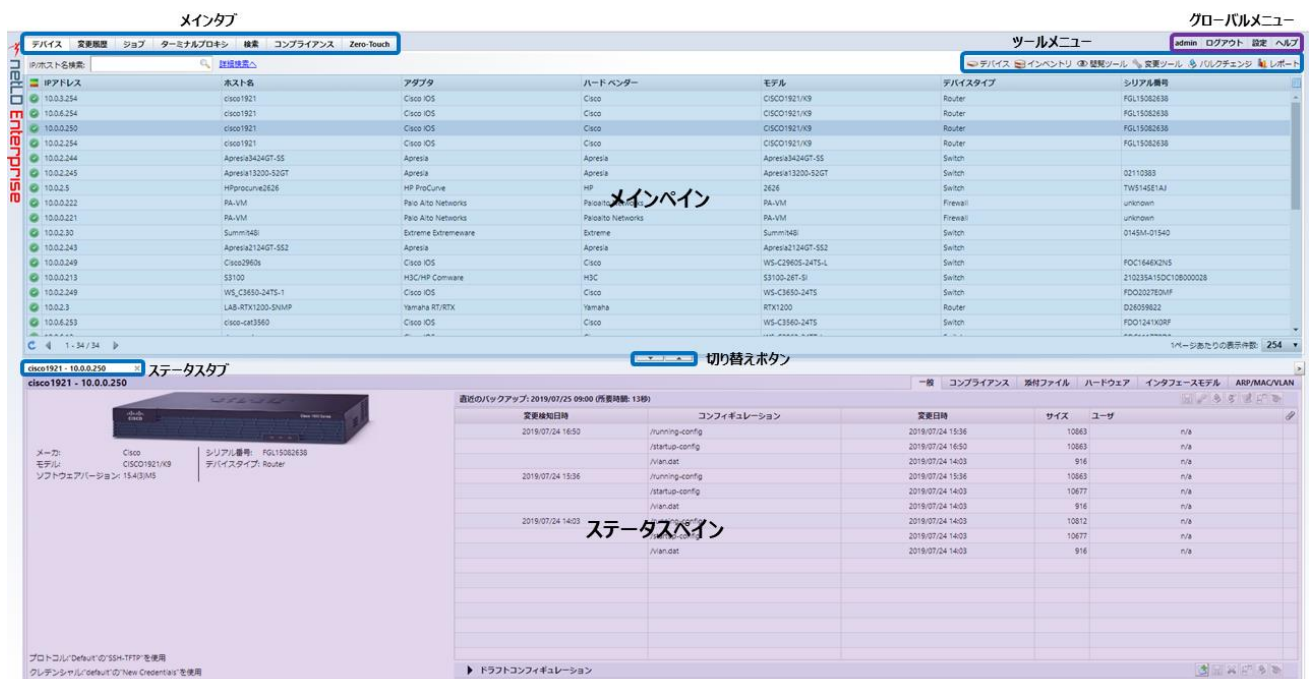 メインタブ
グローバルメニュー
ツールメニュー
netLD Enterprise
デバイス 変更履歴 ジョブ ターミナルプロキシ 検索 コンプライアンス Zero-Touch
admin ログアウト 設定 ヘルプ
IP/ホスト名検索: 詳細検索へ
デバイス インベントリ 閲覧ツール 変更ツール バルクチェンジ レポート
IPアドレス ホスト名 アダプタ ハードベンダー モデル デバイスタイプ シリアル番号
10.0.3.254 cisco1921 Cisco IOS Cisco CISCO1921/K9 Router FGL15082638
10.0.6.254 cisco1921 Cisco IOS Cisco CISCO1921/K9 Router FGL15082638
10.0.0.250 cisco1921 Cisco IOS Cisco CISCO1921/K9 Router FGL15082638
10.0.2.254 cisco1921 Cisco IOS Cisco CISCO1921/K9 Router FGL15082638
10.0.2.244 Apresia3424GT-SS Apresia Apresia Apresia3424GT-SS Switch
10.0.2.245 Apresia13200-52GT Apresia Apresia Apresia13200-52GT Switch 02110383
10.0.2.5 HPprocurve2626 HP ProCurve HP 2626 Switch TW514SE1AJ
10.0.0.222 PA-VM Palo Alto Networks Paloalto Networks PA-VM Firewall unknown
メインペイン
10.0.0.221 PA-VM Palo Alto Networks Paloalto Networks PA-VM Firewall unknown
10.0.2.30 Summit48i Extreme Extremeware Extreme Summit48i Switch 0145M-01540
10.0.2.243 Apresia2124GT-SS2 Apresia Apresia Apresia2124GT-SS2 Switch
10.0.0.249 Cisco2960s Cisco IOS Cisco WS-C2960S-24TS-L Switch FOC1646X2NS
10.0.0.213 S3100 H3C/HP Comware H3C S3100-26T-SI Switch 210235A15DC10B000028
10.0.2.249 WS_C3650-24TS-1 Cisco IOS Cisco WS-C3650-24TS Switch FDO2027E0MF
10.0.2.3 LAB-RTX1200-SNMP Yamaha RT/RTX Yamaha RTX1200 Router D26059822
10.0.6.253 cisco-cat3560 Cisco IOS Cisco WS-C3560-24TS Switch FDO1241X0RF
1 - 34 / 34 1ページあたりの表示件数: 254
切り替えボタン
cisco1921 - 10.0.0.250 ステータスタブ
cisco1921 - 10.0.0.250 一般 コンプライアンス 添付ファイル ハードウェア インタフェースモデル ARP/MAC/VLAN
直近のバックアップ: 2019/07/25 09:00 (所要時間: 13秒)
変更検知日時 コンフィギュレーション 変更日時 サイズ ユーザ
2019/07/24 16:50 /running-config 2019/07/24 15:36 10863 n/a
/startup-config 2019/07/24 16:50 10863 n/a
/vlan.dat 2019/07/24 14:03 916 n/a
2019/07/24 15:36 /running-config 2019/07/24 15:36 10863 n/a
/startup-config 2019/07/24 14:03 10677 n/a
/vlan.dat 2019/07/24 14:03 916 n/a
2019/07/24 14:03 /running-config 2019/07/24 14:03 10812 n/a
ステータスペイン
/startup-config 2019/07/24 14:03 10677 n/a
/vlan.dat 2019/07/24 14:03 916 n/a
メーカ: Cisco シリアル番号: FGL15082638
モデル: CISCO1921/K9 デバイスタイプ: Router
ソフトウェアバージョン: 15.4(3)M5
プロトコル"Default"の"SSH-TFTP"を使用
クレデンシャル"default"の"New Credentials"を使用
ドラフトコンフィギュレーション